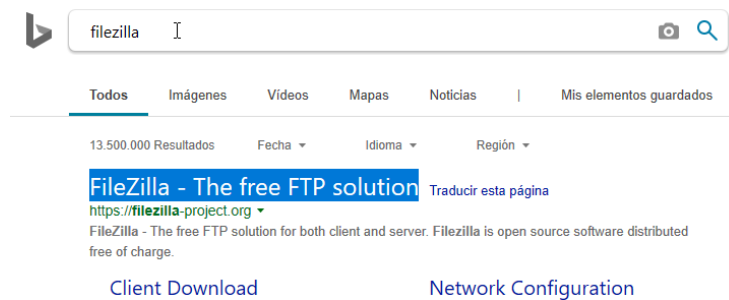 filezilla
Todos Imágenes Vídeos Mapas Noticias | Mis elementos guardados
13.500.000 Resultados Fecha Idioma Región
FileZilla - The free FTP solution Traducir esta página
https://filezilla-project.org
FileZilla - The free FTP solution for both client and server. Filezilla is open source software distributed
free of charge.
Client Download Network Configuration